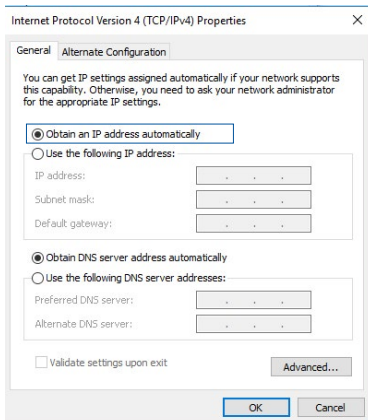 Internet Protocol Version 4 (TCP/IPv4) Properties
General Alternate Configuration
You can get IP settings assigned automatically if your network supports
this capability. Otherwise, you need to ask your network administrator
for the appropriate IP settings.
Obtain an IP address automatically
Use the following IP address:
IP address:
Subnet mask:
Default gateway:
Obtain DNS server address automatically
Use the following DNS server addresses:
Preferred DNS server:
Alternate DNS server:
Validate settings upon exit
Advanced...
OK Cancel